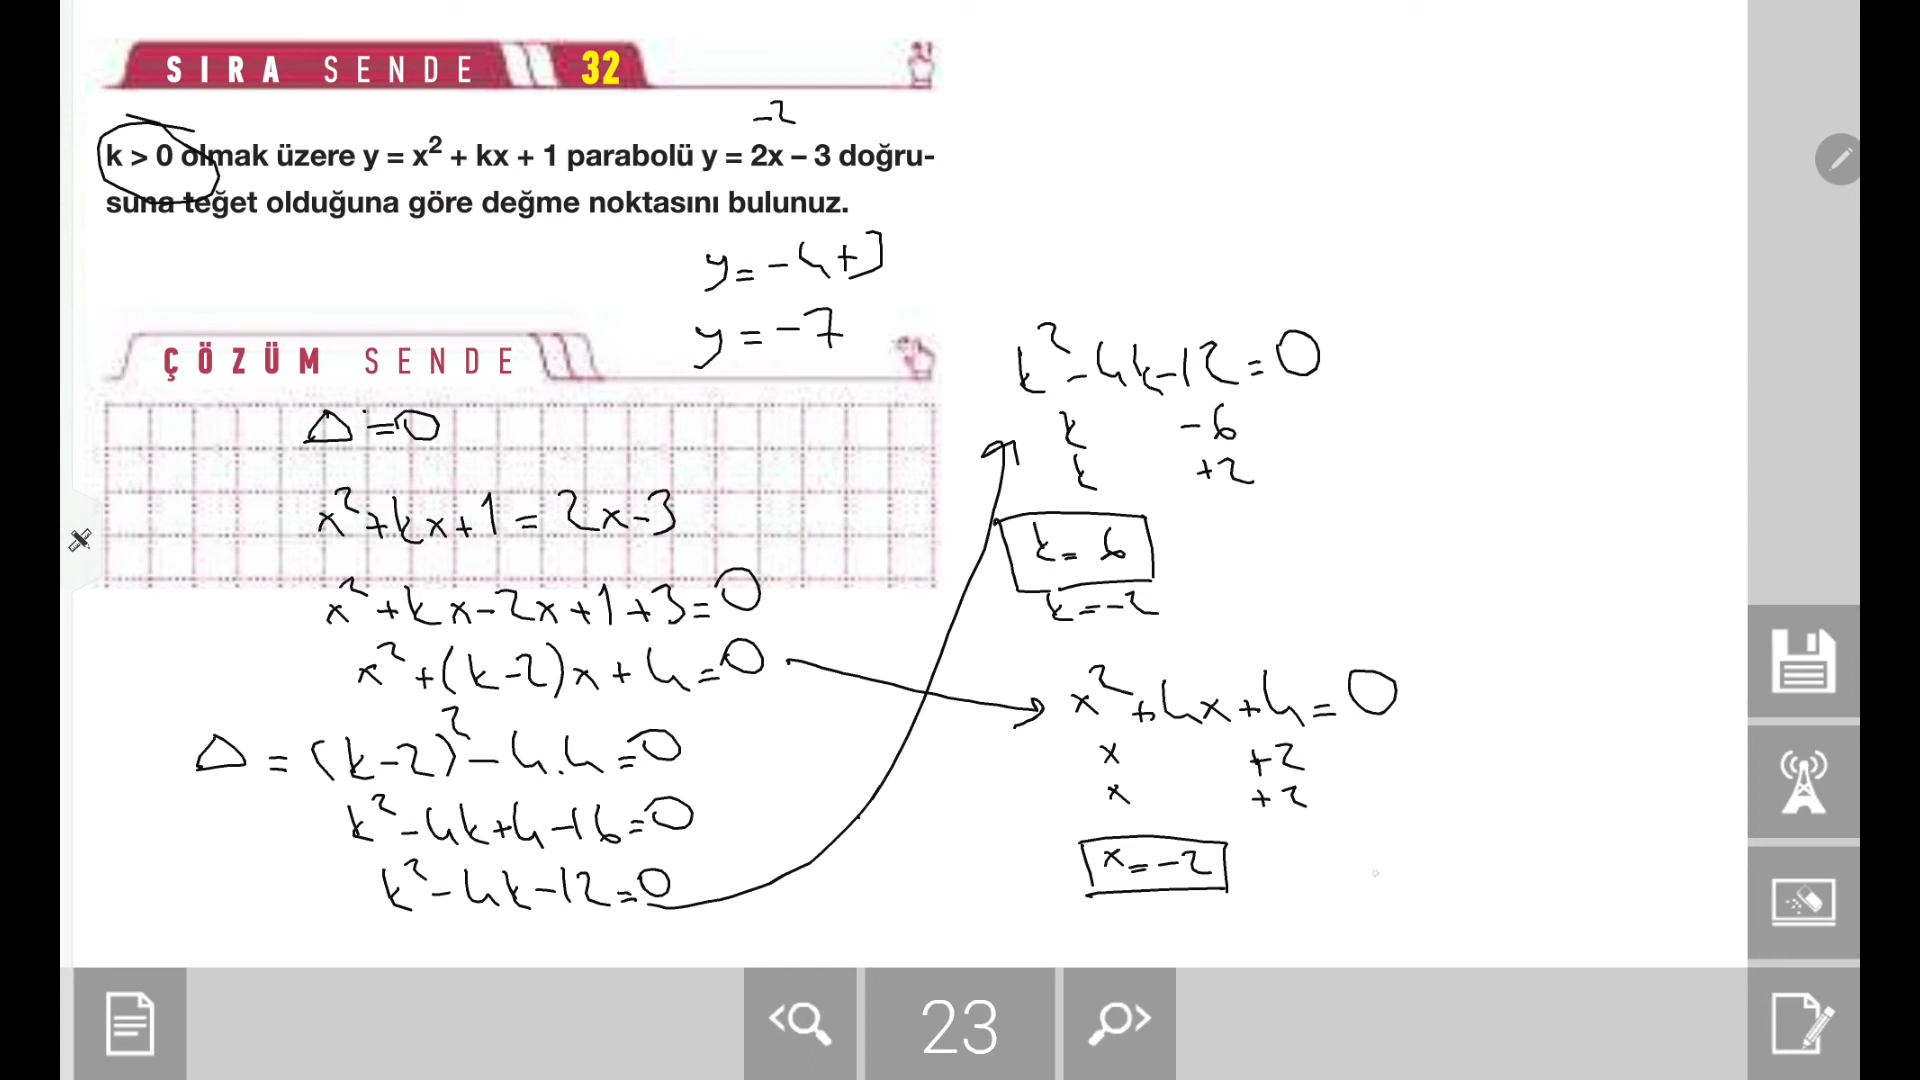 SIRA SENDE 32
-2
k > 0 olmak üzere y = x² + kx + 1 parabolü y = 2x – 3 doğru-
suna teğet olduğuna göre değme noktasını bulunuz.
y = -4+3
y = -7
ÇÖZÜM SENDE
Δ = 0
x²+kx+1 = 2x-3
x²+kx-2x+1+3=0
x²+(k-2)x+4=0
Δ = (k-2)²-4.4=0
k²-4k+4-16=0
k²-4k-12=0
k²-4k-12=0
k -6
k +2
k = 6
k = -2
x²+4x+4=0
x +2
x +2
x = -2
23